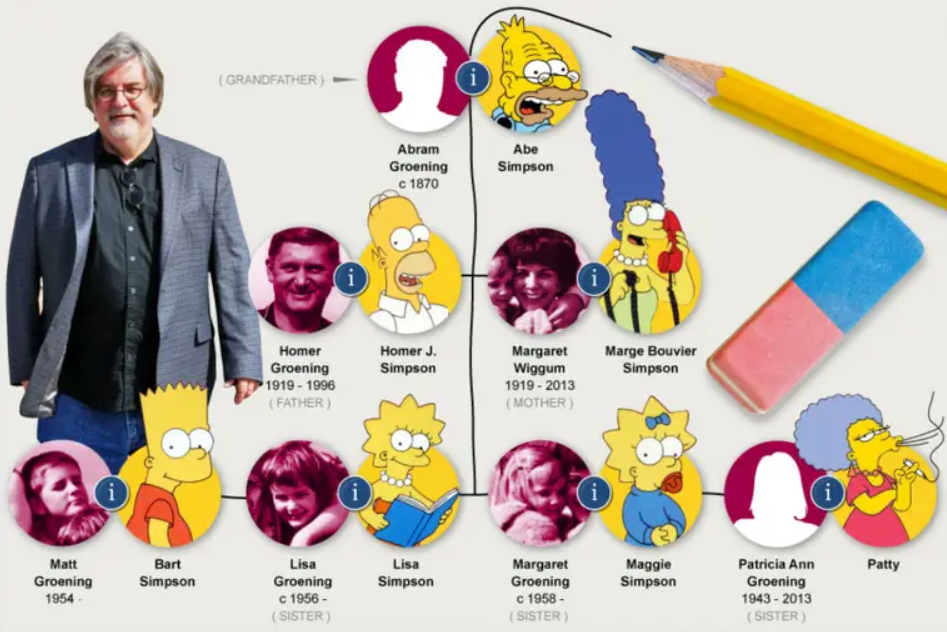 ( GRANDFATHER )
i
Abram
Groening
c 1870
Abe
Simpson
i
i
Homer
Groening
1919 - 1996
( FATHER )
Homer J.
Simpson
Margaret
Wiggum
1919 - 2013
( MOTHER )
Marge Bouvier
Simpson
i
i
i
i
Matt
Groening
1954 -
Bart
Simpson
Lisa
Groening
c 1956 -
( SISTER )
Lisa
Simpson
Margaret
Groening
c 1958 -
( SISTER )
Maggie
Simpson
Patricia Ann
Groening
1943 - 2013
( SISTER )
Patty